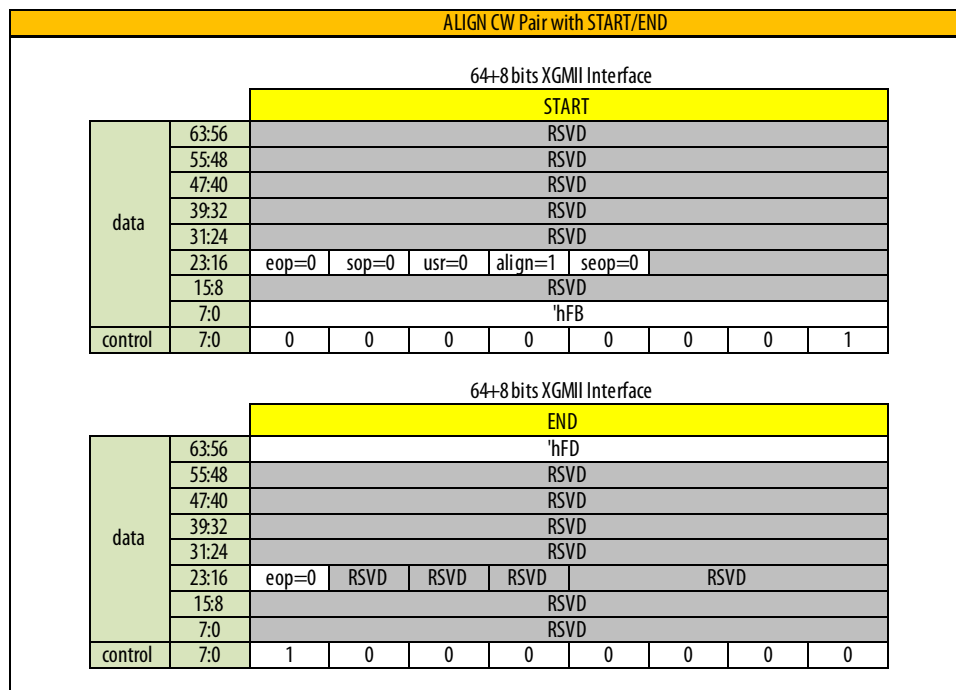 ALIGN CW Pair with START/END
64+8 bits XGMII Interface
START
data
63:56 RSVD
55:48 RSVD
47:40 RSVD
39:32 RSVD
31:24 RSVD
23:16 eop=0 sop=0 usr=0 align=1 seop=0
15:8 RSVD
7:0 'hFB
control 7:0 0 0 0 0 0 0 0 1
64+8 bits XGMII Interface
END
data
63:56 'hFD
55:48 RSVD
47:40 RSVD
39:32 RSVD
31:24 RSVD
23:16 eop=0 RSVD RSVD RSVD RSVD
15:8 RSVD
7:0 RSVD
control 7:0 1 0 0 0 0 0 0 0